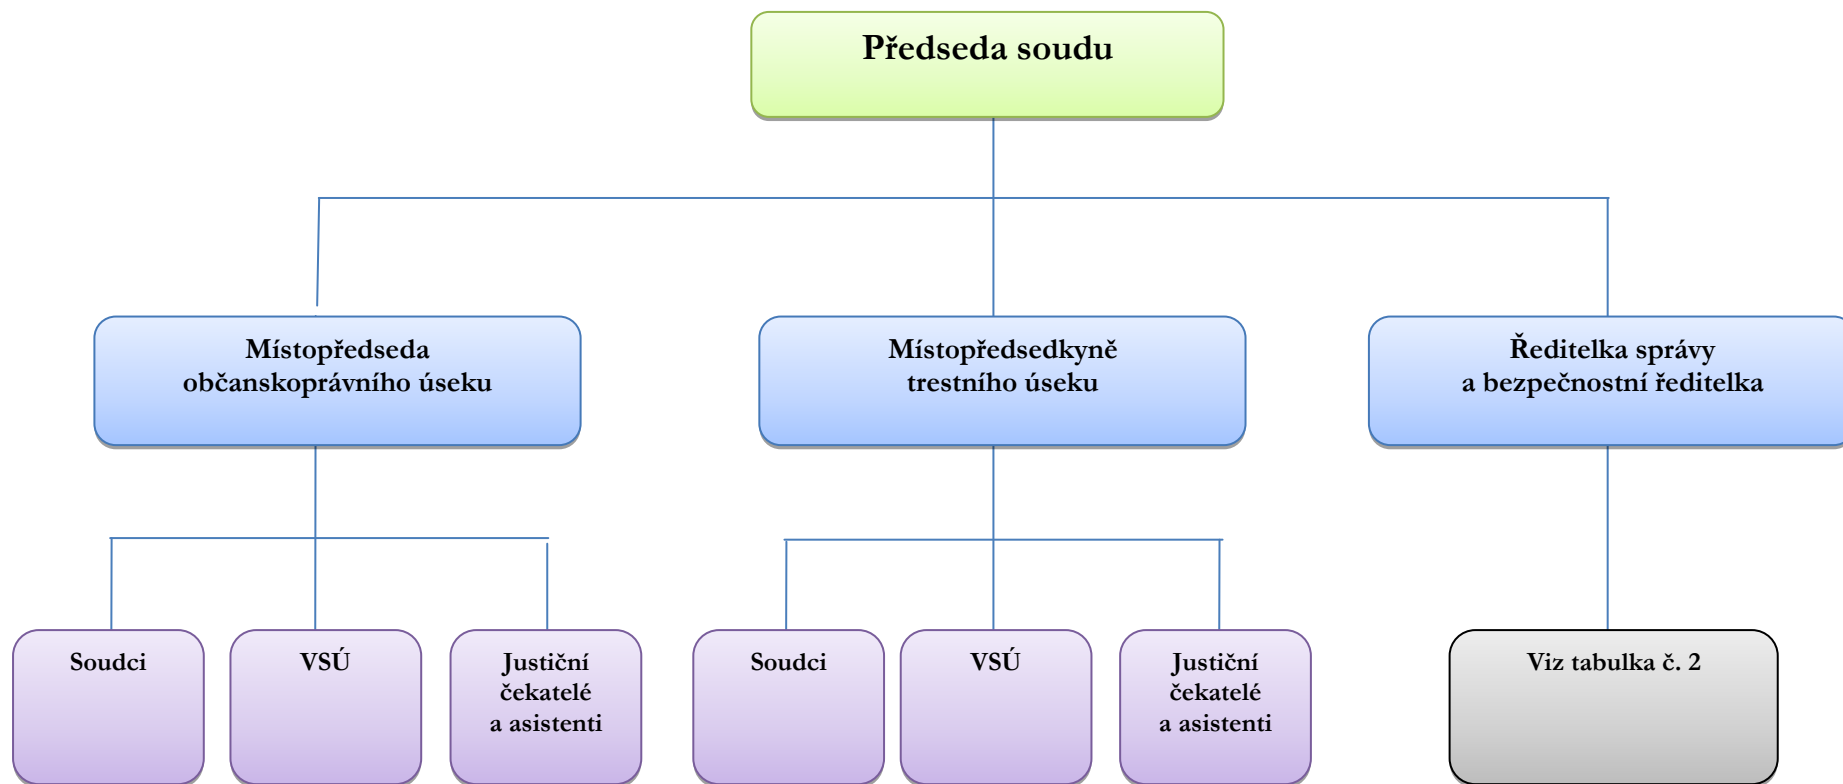 Předseda soudu
Místopředseda
občanskoprávního úseku
Místopředsedkyně
trestního úseku
Ředitelka správy
a bezpečnostní ředitelka
Soudci
VSÚ
Justiční
čekatelé
a asistenti
Soudci
VSÚ
Justiční
čekatelé
a asistenti
Viz tabulka č. 2